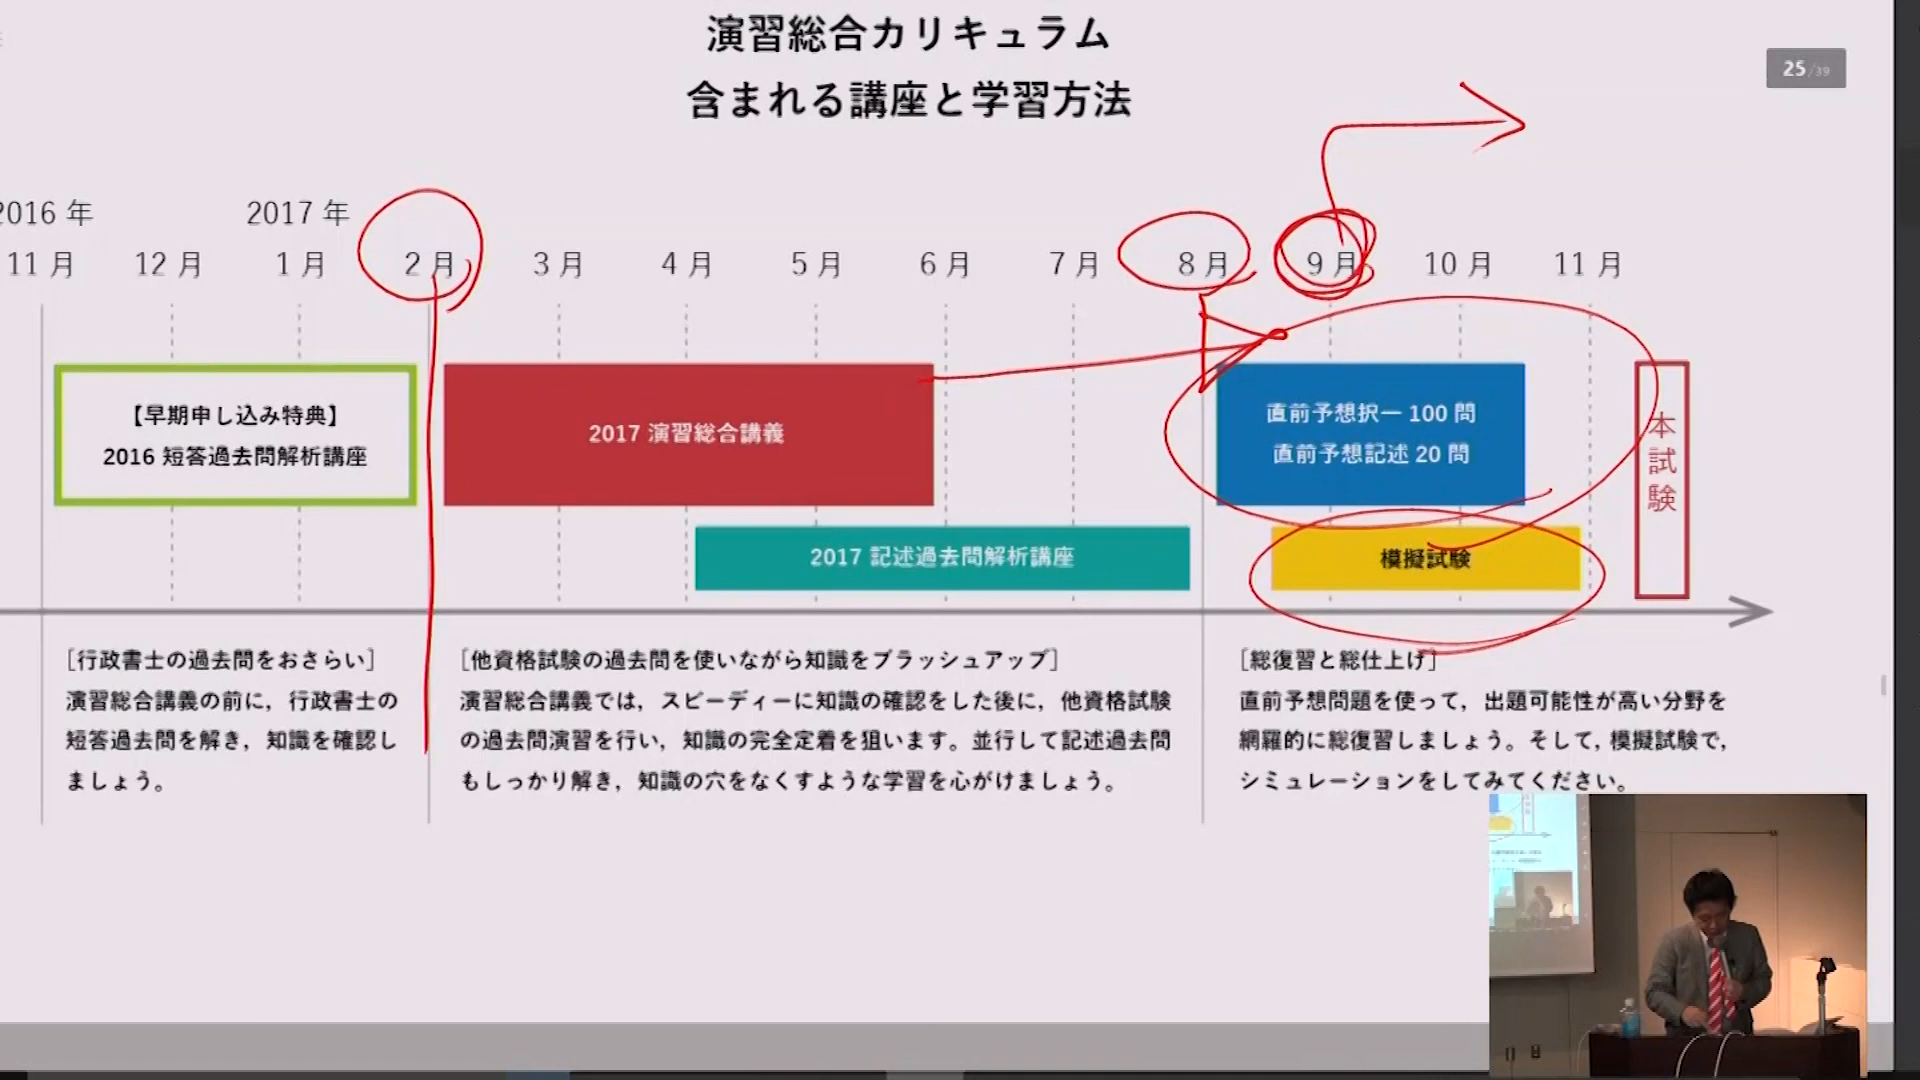 演習総合カリキュラム
含まれる講座と学習方法
25/39
2016 年
2017 年
11 月
12 月
1 月
2 月
3 月
4 月
5 月
6 月
7 月
8 月
9 月
10 月
11 月
【早期申し込み特典】
2016 短答過去問解析講座
2017 演習総合講義
直前予想択一 100 問
直前予想記述 20 問
本試験
2017 記述過去問解析講座
模擬試験
[行政書士の過去問をおさらい]
演習総合講義の前に，行政書士の
短答過去問を解き，知識を確認し
ましょう。
[他資格試験の過去問を使いながら知識をブラッシュアップ]
演習総合講義では，スピーディーに知識の確認をした後に，他資格試験
の過去問演習を行い，知識の完全定着を狙います。並行して記述過去問
もしっかり解き，知識の穴をなくすような学習を心がけましょう。
[総復習と総仕上げ]
直前予想問題を使って，出題可能性が高い分野を
網羅的に総復習しましょう。そして，模擬試験で，
シミュレーションをしてみてください。